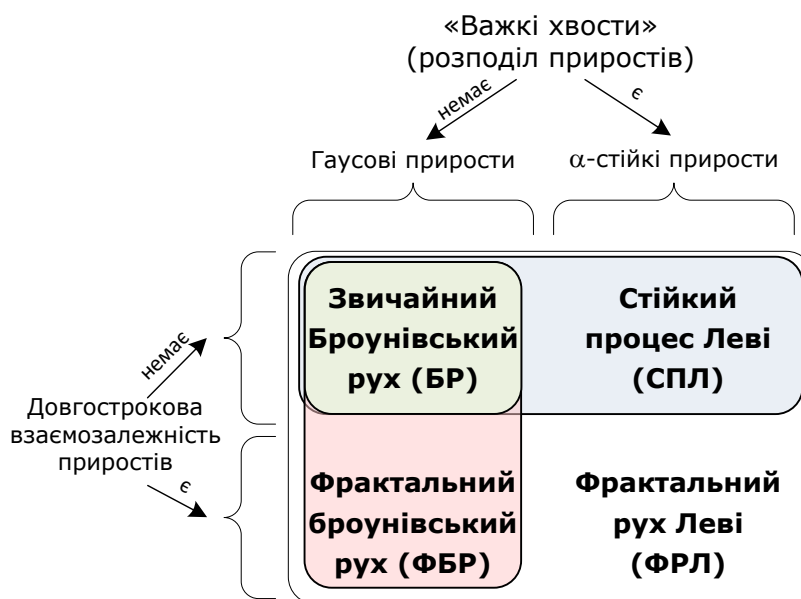 «Важкі хвости»
(розподіл приростів)
немає
є
Гаусові прирости
α-стійкі прирости
Звичайний
Броунівський
рух (БР)
Стійкий
процес Леві
(СПЛ)
немає
Довгострокова
взаємозалежність
приростів
є
Фрактальний
броунівський
рух (ФБР)
Фрактальний
рух Леві
(ФРЛ)